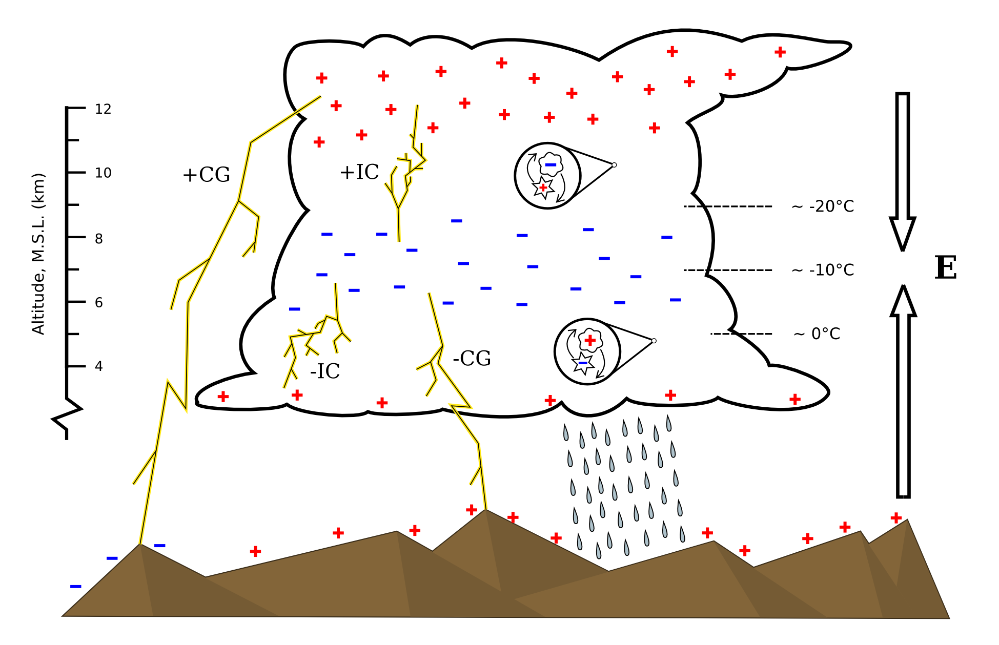 Altitude, M.S.L. (km)
12
10
8
6
4
+CG
+IC
-IC
-CG
~ -20°C
~ -10°C
~ 0°C
E